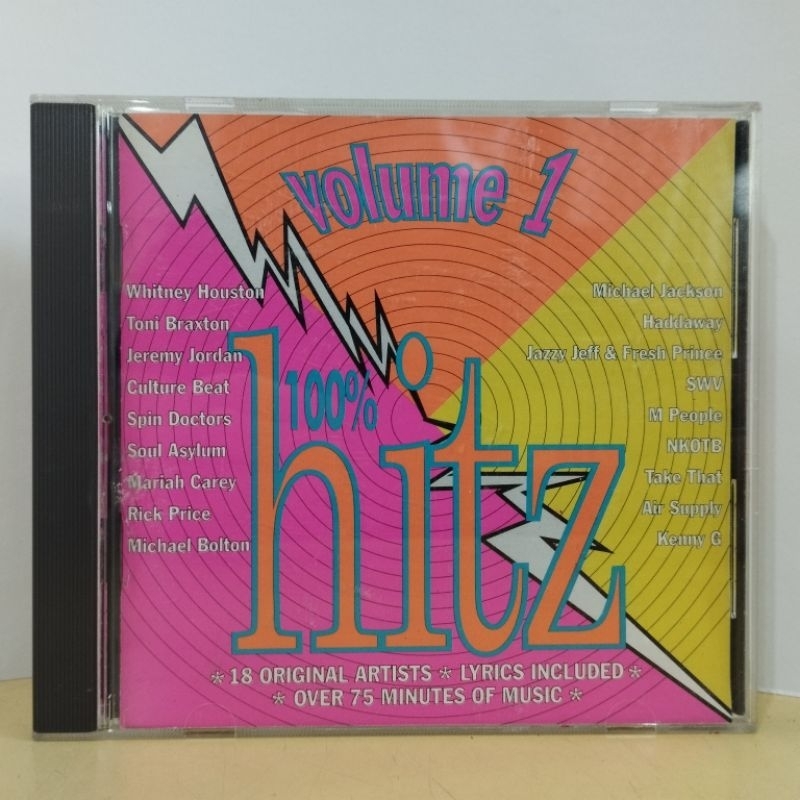 volume 1
Whitney Houston
Toni Braxton
Jeremy Jordan
Culture Beat
Spin Doctors
Soul Asylum
Mariah Carey
Rick Price
Michael Bolton
Michael Jackson
Haddaway
Jazzy Jeff & Fresh Prince
SWV
M People
NKOTB
Take That
Air Supply
Kenny G
100%
hitz
* 18 ORIGINAL ARTISTS * LYRICS INCLUDED *
* OVER 75 MINUTES OF MUSIC *